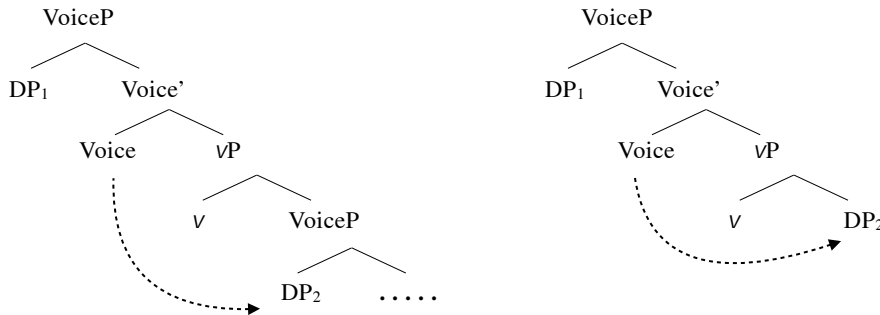 VoiceP
DP₁ Voice’
Voice vP
v VoiceP
DP₂ .....
VoiceP
DP₁ Voice’
Voice vP
v DP₂